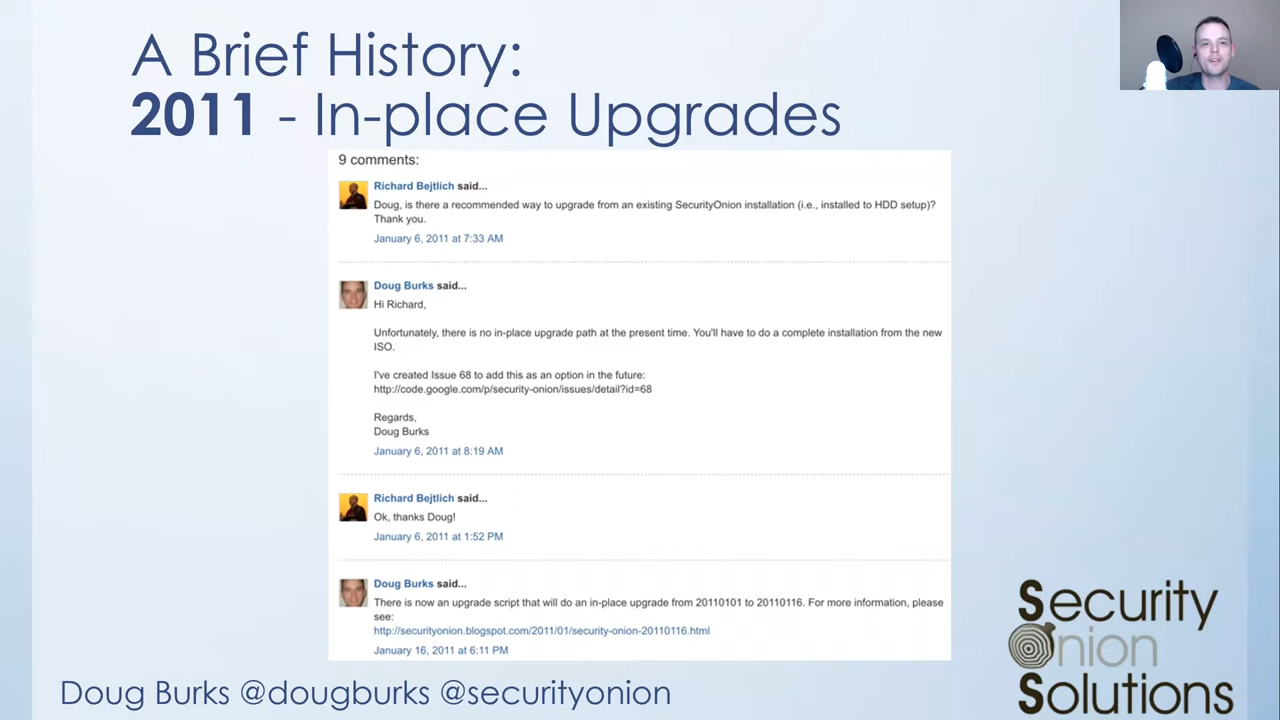 A Brief History:
2011 - In-place Upgrades
9 comments:
Richard Bejtlich said...
Doug, is there a recommended way to upgrade from an existing SecurityOnion installation (i.e., installed to HDD setup)?
Thank you.
January 6, 2011 at 7:33 AM
Doug Burks said...
Hi Richard,
Unfortunately, there is no in-place upgrade path at the present time. You'll have to do a complete installation from the new
ISO.
I've created Issue 68 to add this as an option in the future:
http://code.google.com/p/security-onion/issues/detail?id=68
Regards,
Doug Burks
January 6, 2011 at 8:19 AM
Richard Bejtlich said...
Ok, thanks Doug!
January 6, 2011 at 1:52 PM
Doug Burks said...
There is now an upgrade script that will do an in-place upgrade from 20110101 to 20110116. For more information, please
see:
http://securityonion.blogspot.com/2011/01/security-onion-20110116.html
January 16, 2011 at 6:11 PM
Security
Onion
Solutions
Doug Burks @dougburks @securityonion